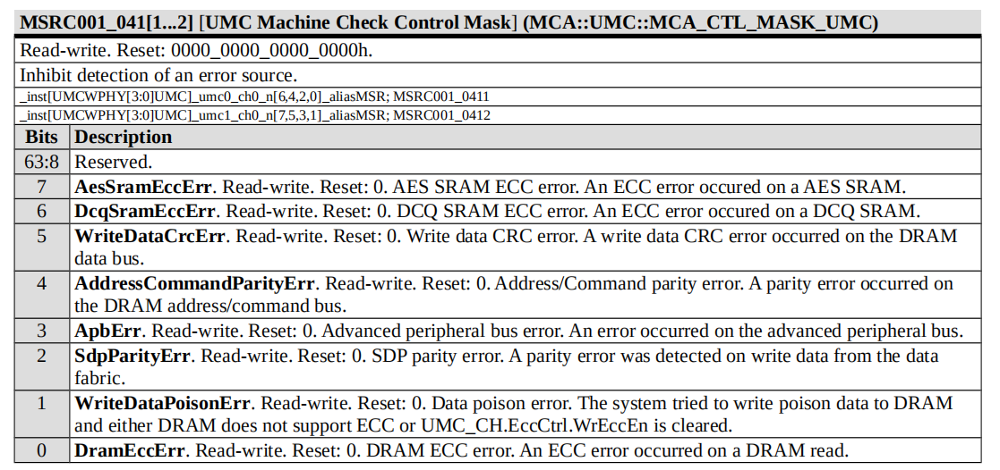 MSRC001_041[1...2] [UMC Machine Check Control Mask] (MCA::UMC::MCA_CTL_MASK_UMC)
Read-write. Reset: 0000_0000_0000_0000h.
Inhibit detection of an error source.
_inst[UMCWPHY[3:0]UMC]_umc0_ch0_n[6,4,2,0]_aliasMSR; MSRC001_0411
_inst[UMCWPHY[3:0]UMC]_umc1_ch0_n[7,5,3,1]_aliasMSR; MSRC001_0412
Bits Description
63:8 Reserved.
7 AesSramEccErr. Read-write. Reset: 0. AES SRAM ECC error. An ECC error occured on a AES SRAM.
6 DcqSramEccErr. Read-write. Reset: 0. DCQ SRAM ECC error. An ECC error occured on a DCQ SRAM.
5 WriteDataCrcErr. Read-write. Reset: 0. Write data CRC error. A write data CRC error occurred on the DRAM
data bus.
4 AddressCommandParityErr. Read-write. Reset: 0. Address/Command parity error. A parity error occurred on
the DRAM address/command bus.
3 ApbErr. Read-write. Reset: 0. Advanced peripheral bus error. An error occurred on the advanced peripheral bus.
2 SdpParityErr. Read-write. Reset: 0. SDP parity error. A parity error was detected on write data from the data
fabric.
1 WriteDataPoisonErr. Read-write. Reset: 0. Data poison error. The system tried to write poison data to DRAM
and either DRAM does not support ECC or UMC_CH.EccCtrl.WrEccEn is cleared.
0 DramEccErr. Read-write. Reset: 0. DRAM ECC error. An ECC error occurred on a DRAM read.